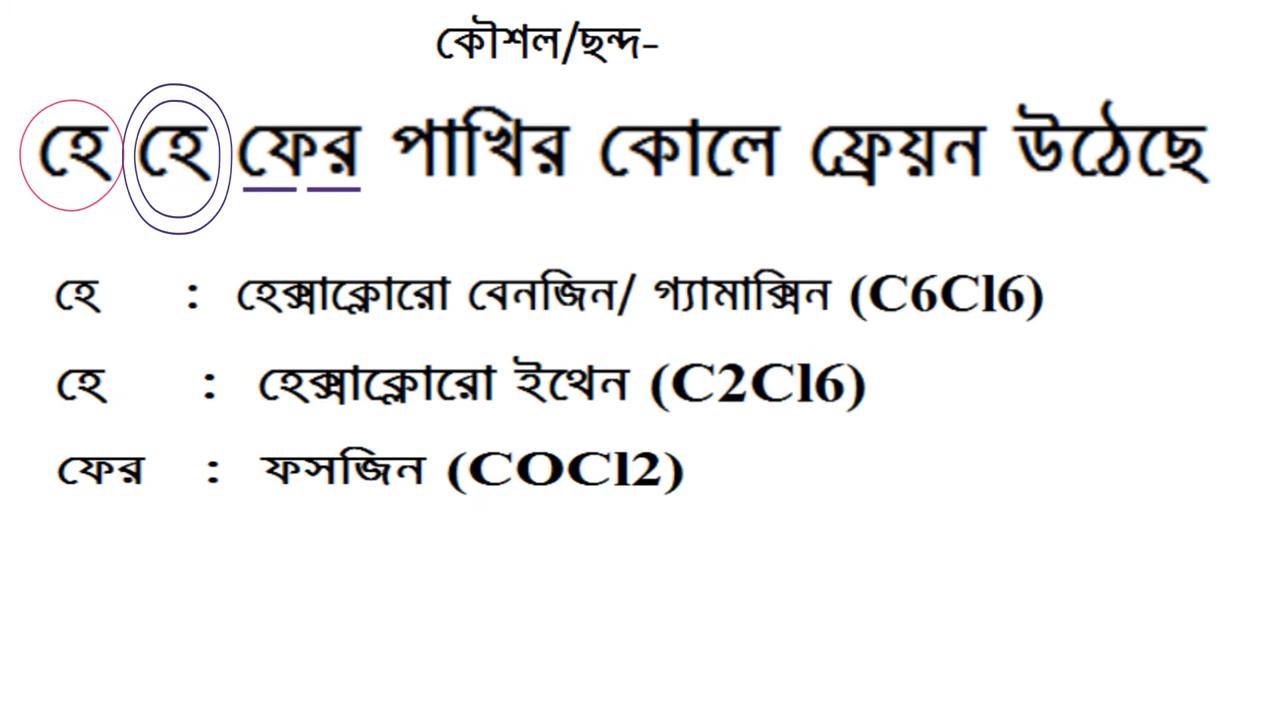 কৌশল/ছন্দ-
হে হে ফের পাখির কোলে ফ্রেয়ন উঠেছে
হে : হেক্সাক্লোরো বেনজিন/ গ্যামাক্সিন (C6Cl6)
হে : হেক্সাক্লোরো ইথেন (C2Cl6)
ফের : ফসজিন (COCl2)